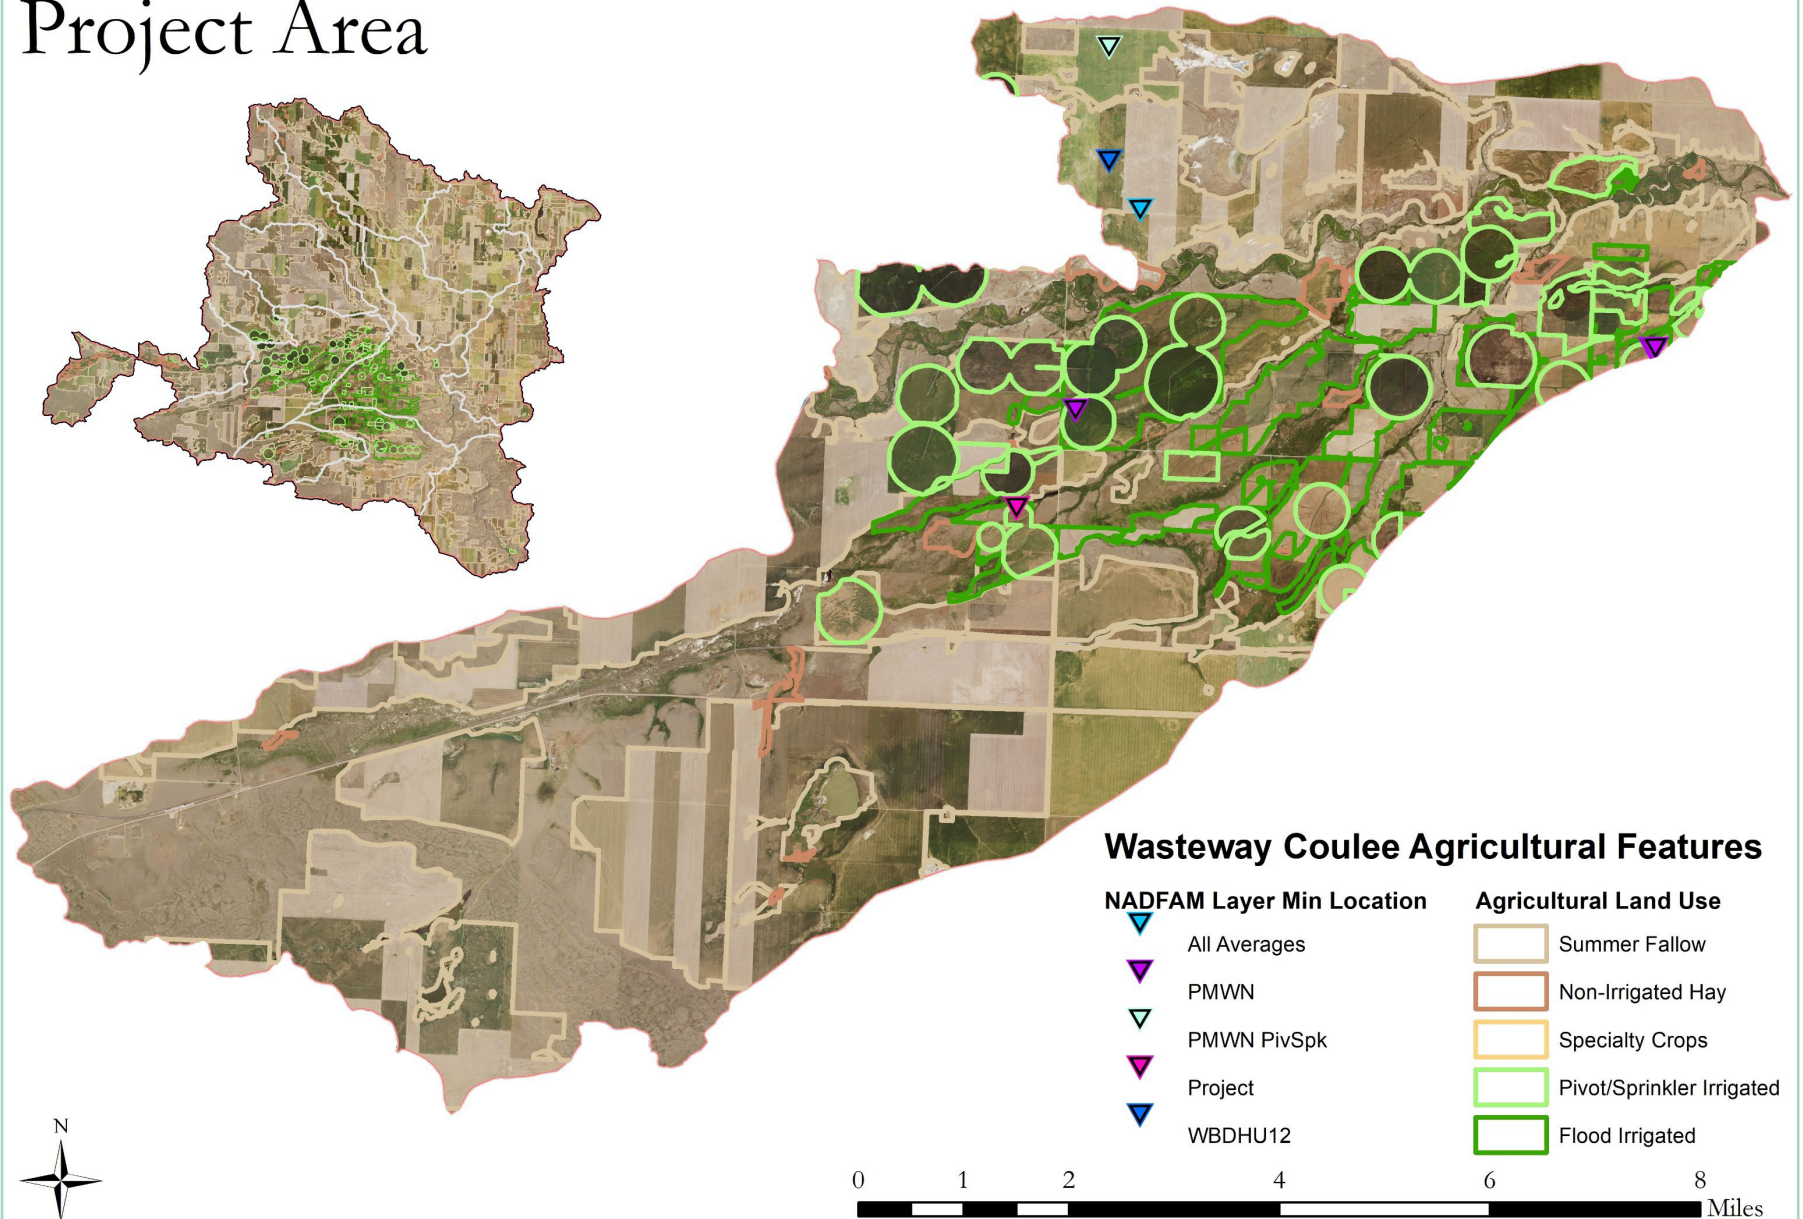 Project Area
Wasteway Coulee Agricultural Features
NADFAM Layer Min Location
All Averages
PMWN
PMWN PivSpk
Project
WBDHU12
Agricultural Land Use
Summer Fallow
Non-Irrigated Hay
Specialty Crops
Pivot/Sprinkler Irrigated
Flood Irrigated
N
0 1 2 4 6 8
Miles